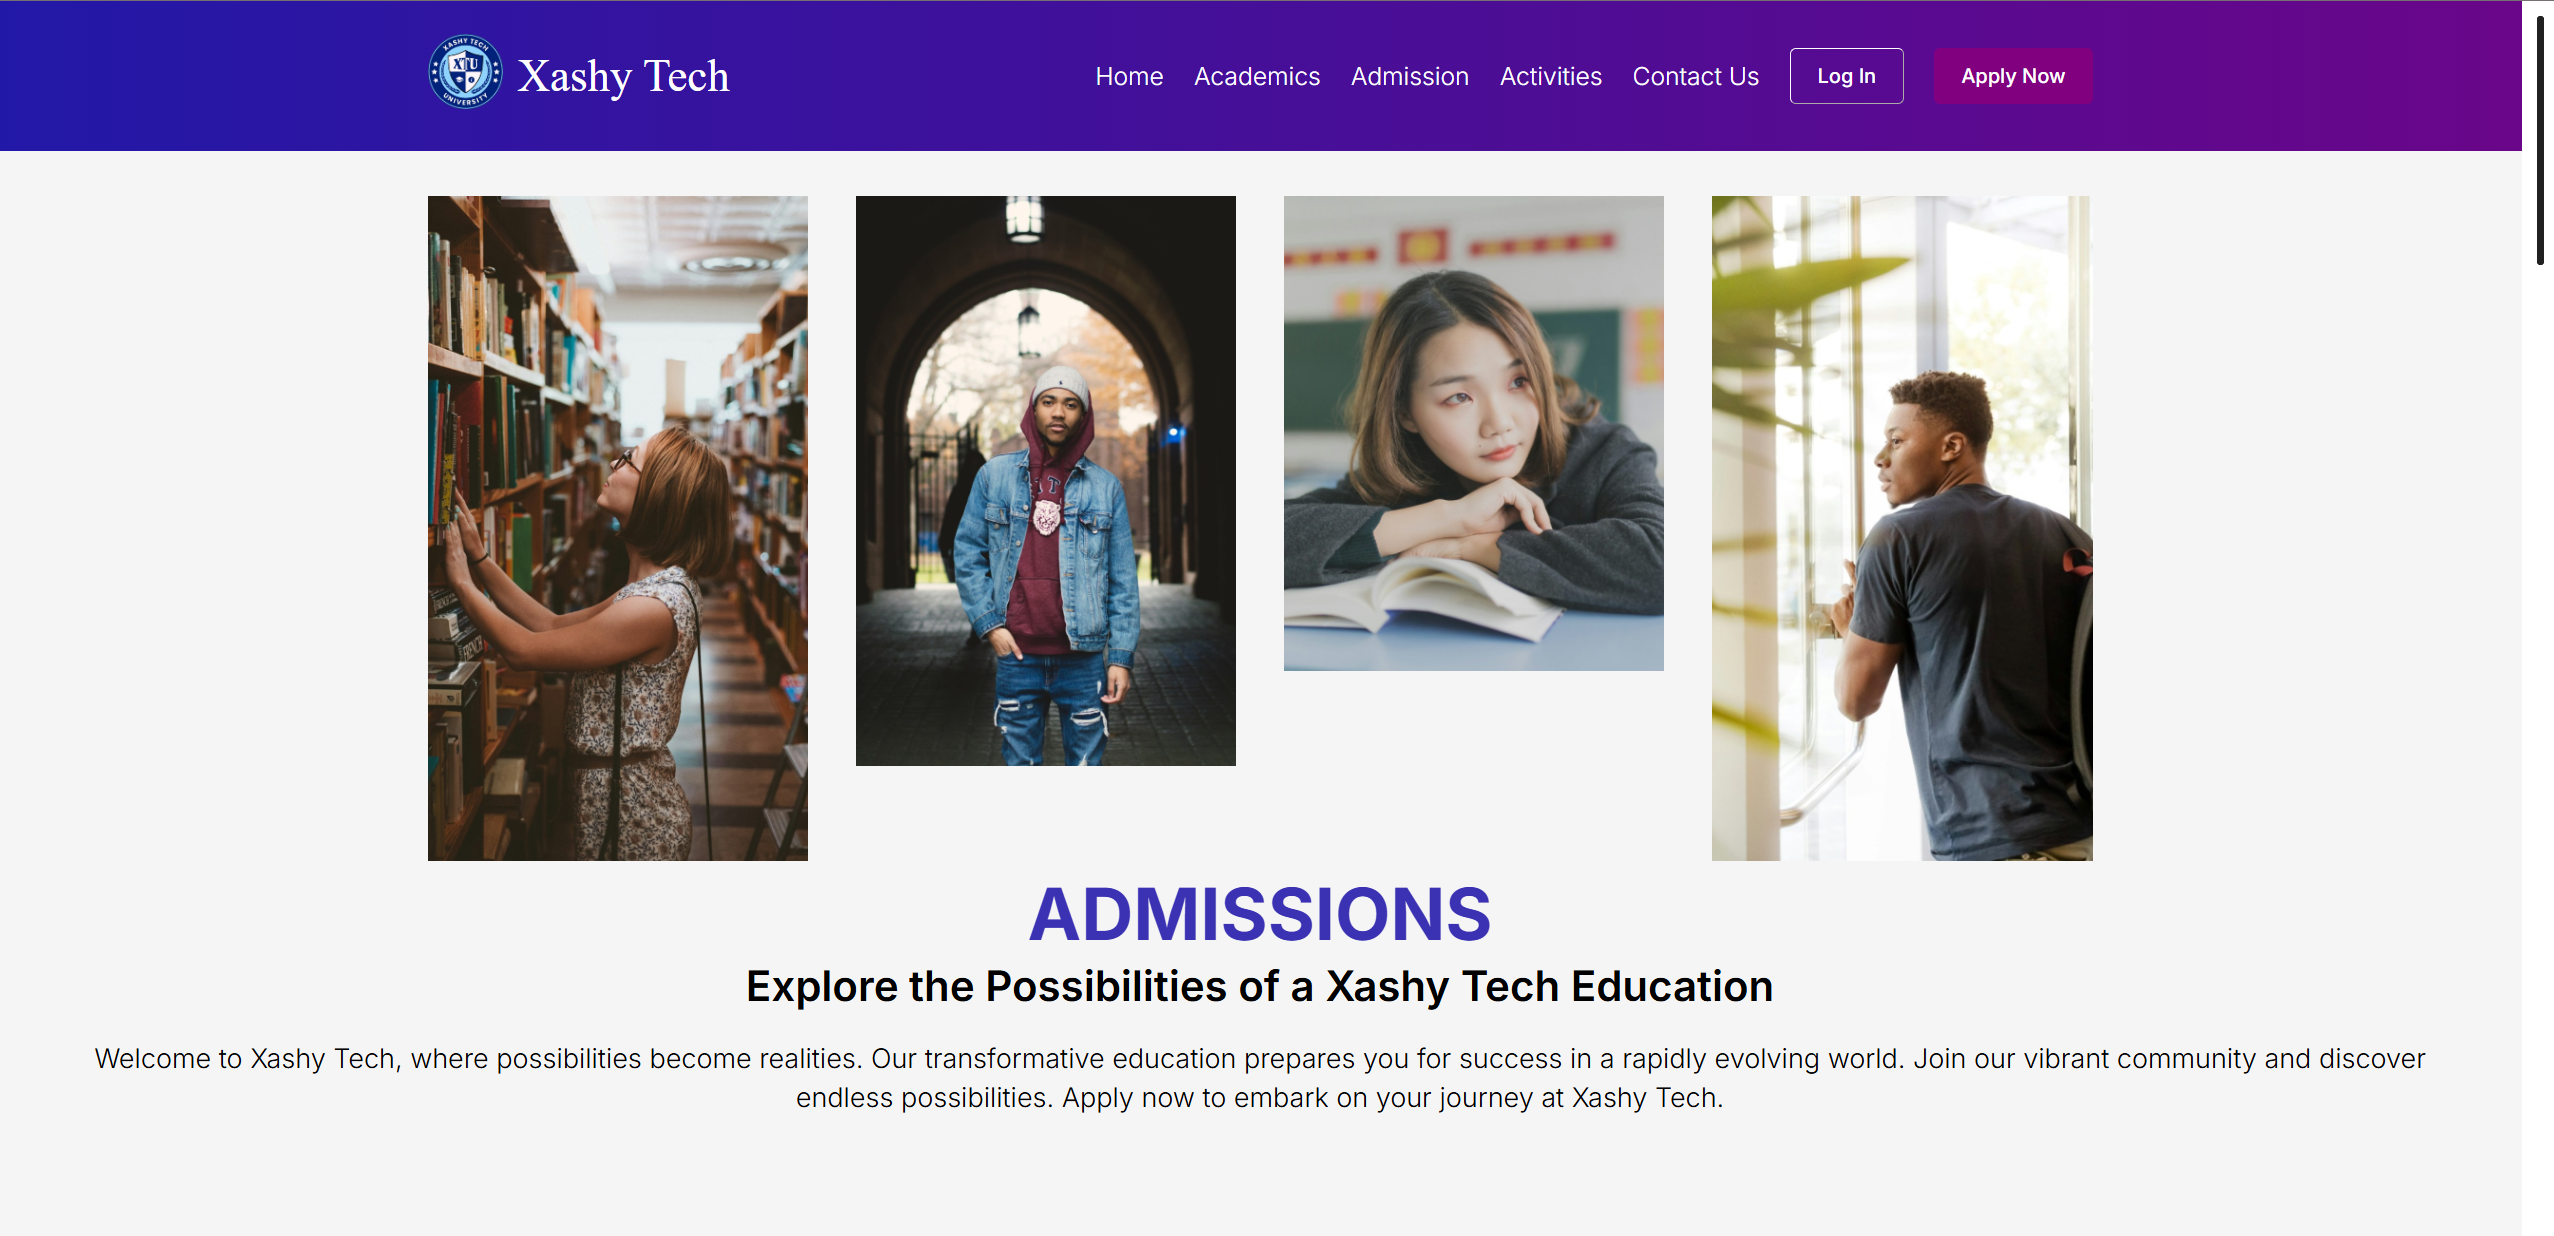 XASHY TECH
XTU
UNIVERSITY
Xashy Tech
Home
Academics
Admission
Activities
Contact Us
Log In
Apply Now
FRENCH
ADMISSIONS
Explore the Possibilities of a Xashy Tech Education
Welcome to Xashy Tech, where possibilities become realities. Our transformative education prepares you for success in a rapidly evolving world. Join our vibrant community and discover
endless possibilities. Apply now to embark on your journey at Xashy Tech.